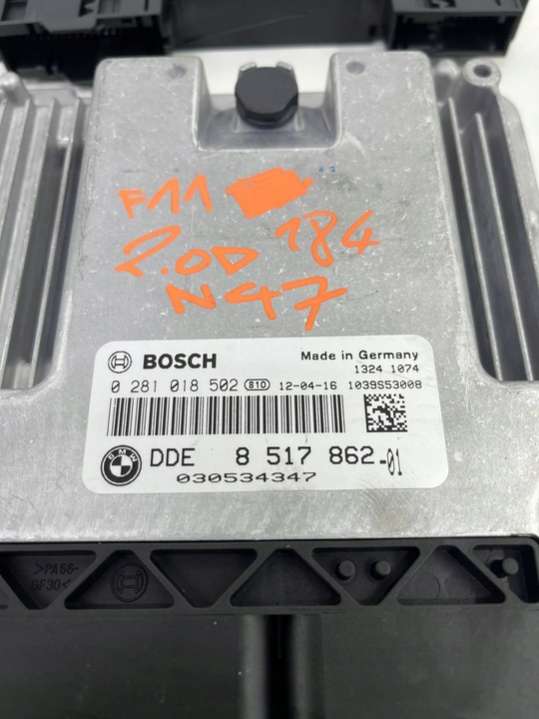 F11
2.0D 184
N47
BOSCH Made in Germany
1324 1074
0 281 018 502 810 12-04-16 1039S53008
BMW DDE 8 517 862-01
030534347
>PA66-
GF30<